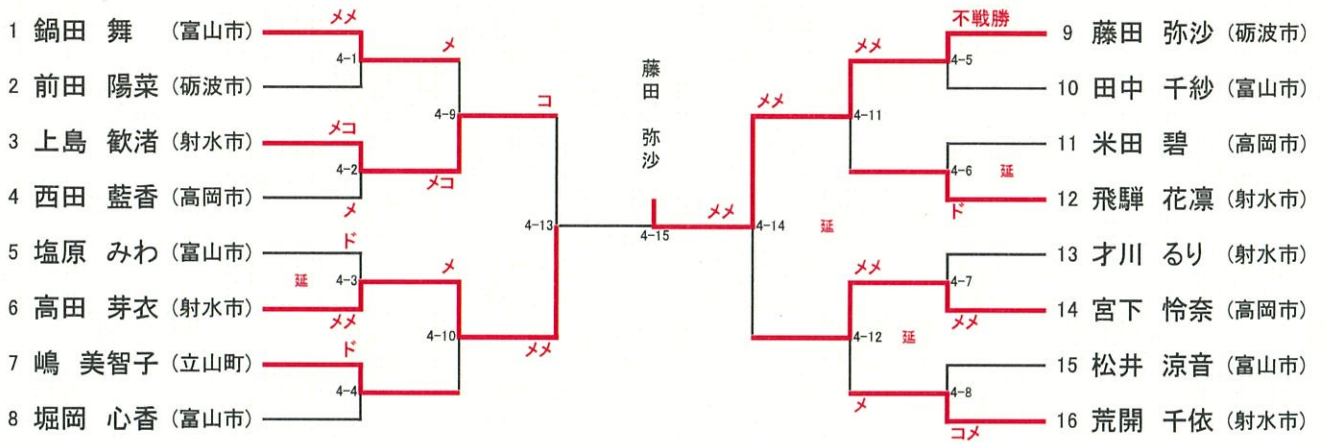 メメ
1 鍋田 舞 (富山市)
4-1
2 前田 陽菜 (砺波市)
メ
4-9
メコ
3 上島 歓渚 (射水市)
4-2
メコ
4 西田 藍香 (高岡市)
メ
コ
4-13
ド
5 塩原 みわ (富山市)
延 4-3
6 高田 芽衣 (射水市)
メメ
メ
4-10
メメ
ド
7 嶋 美智子 (立山町)
4-4
8 堀岡 心香 (富山市)
藤田 弥沙
4-15
メメ
不戦勝
9 藤田 弥沙 (砺波市)
4-5
10 田中 千紗 (富山市)
メメ
4-11
メメ
11 米田 碧 (高岡市)
4-6 延
12 飛騨 花凛 (射水市)
ド
4-14 延
13 才川 るり (射水市)
4-7
14 宮下 怜奈 (高岡市)
メメ
メメ
4-12 延
メ
15 松井 涼音 (富山市)
4-8
16 荒開 千依 (射水市)
コメ